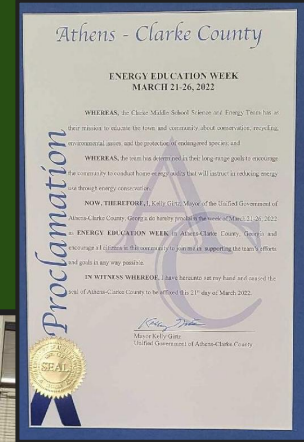 Athens - Clarke County
ENERGY EDUCATION WEEK
MARCH 21-26, 2022
WHEREAS, the Clarke Middle School Science and Energy Team has as
their mission to educate the town and community about conservation, recycling,
environmental issues, and the protection of endangered species; and
WHEREAS, the team has determined in their long-range goals to encourage
the community to conduct home energy audits that will instruct in reducing energy
use through energy conservation.
NOW, THEREFORE, I, Kelly Girtz, Mayor of the Unified Government of
Athens-Clarke County, Georgia do hereby proclaim the week of March 21-26, 2022
as ENERGY EDUCATION WEEK in Athens-Clarke County, Georgia and
encourage all citizens in this community to join me in supporting the team's efforts
and goals in any way possible.
IN WITNESS WHEREOF, I have hereunto set my hand and caused the
seal of Athens-Clarke County to be affixed this 21st day of March 2022.
Mayor Kelly Girtz
Unified Government of Athens-Clarke County
Proclamation
SEAL